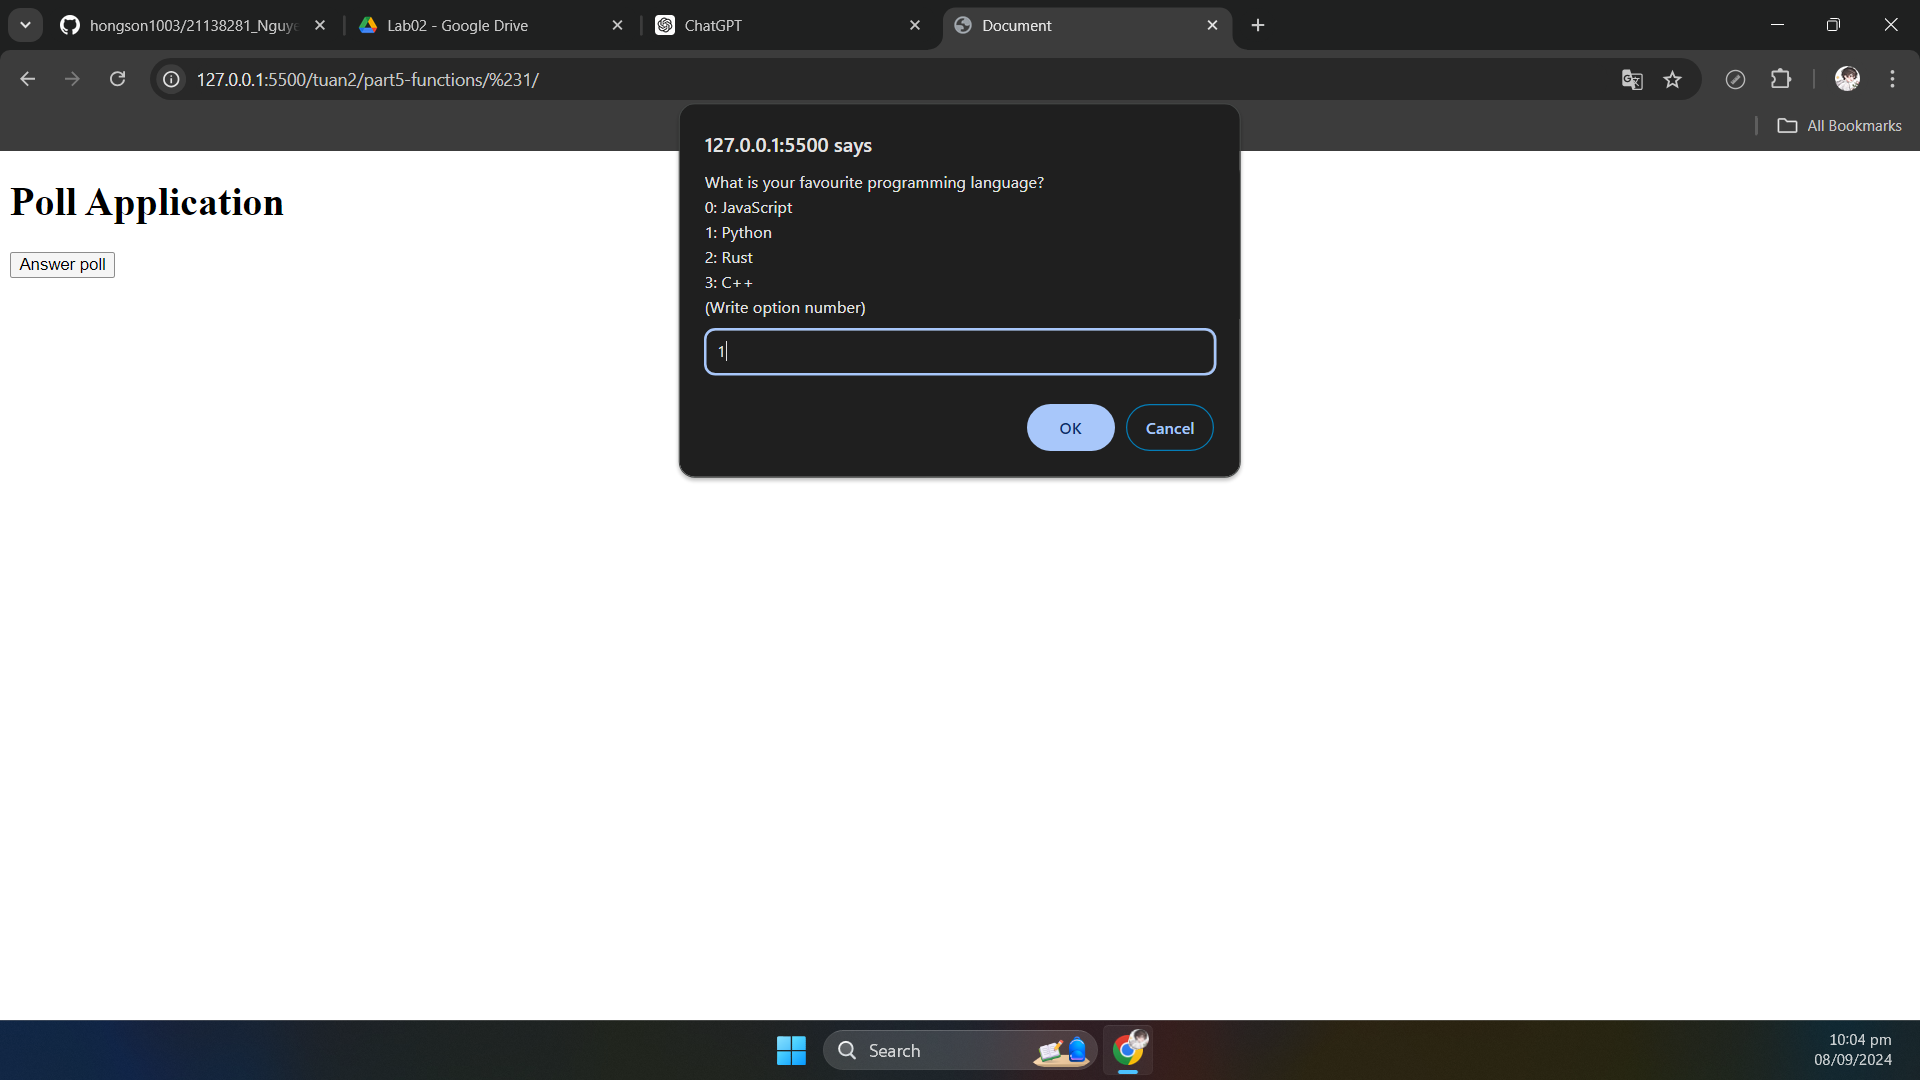 hongson1003/21138281_Nguye
Lab02 - Google Drive
ChatGPT
Document
127.0.0.1:5500/tuan2/part5-functions/%231/
All Bookmarks
127.0.0.1:5500 says
What is your favourite programming language?
0: JavaScript
1: Python
2: Rust
3: C++
(Write option number)
1
OK
Cancel
Poll Application
Answer poll
Search
10:04 pm
08/09/2024